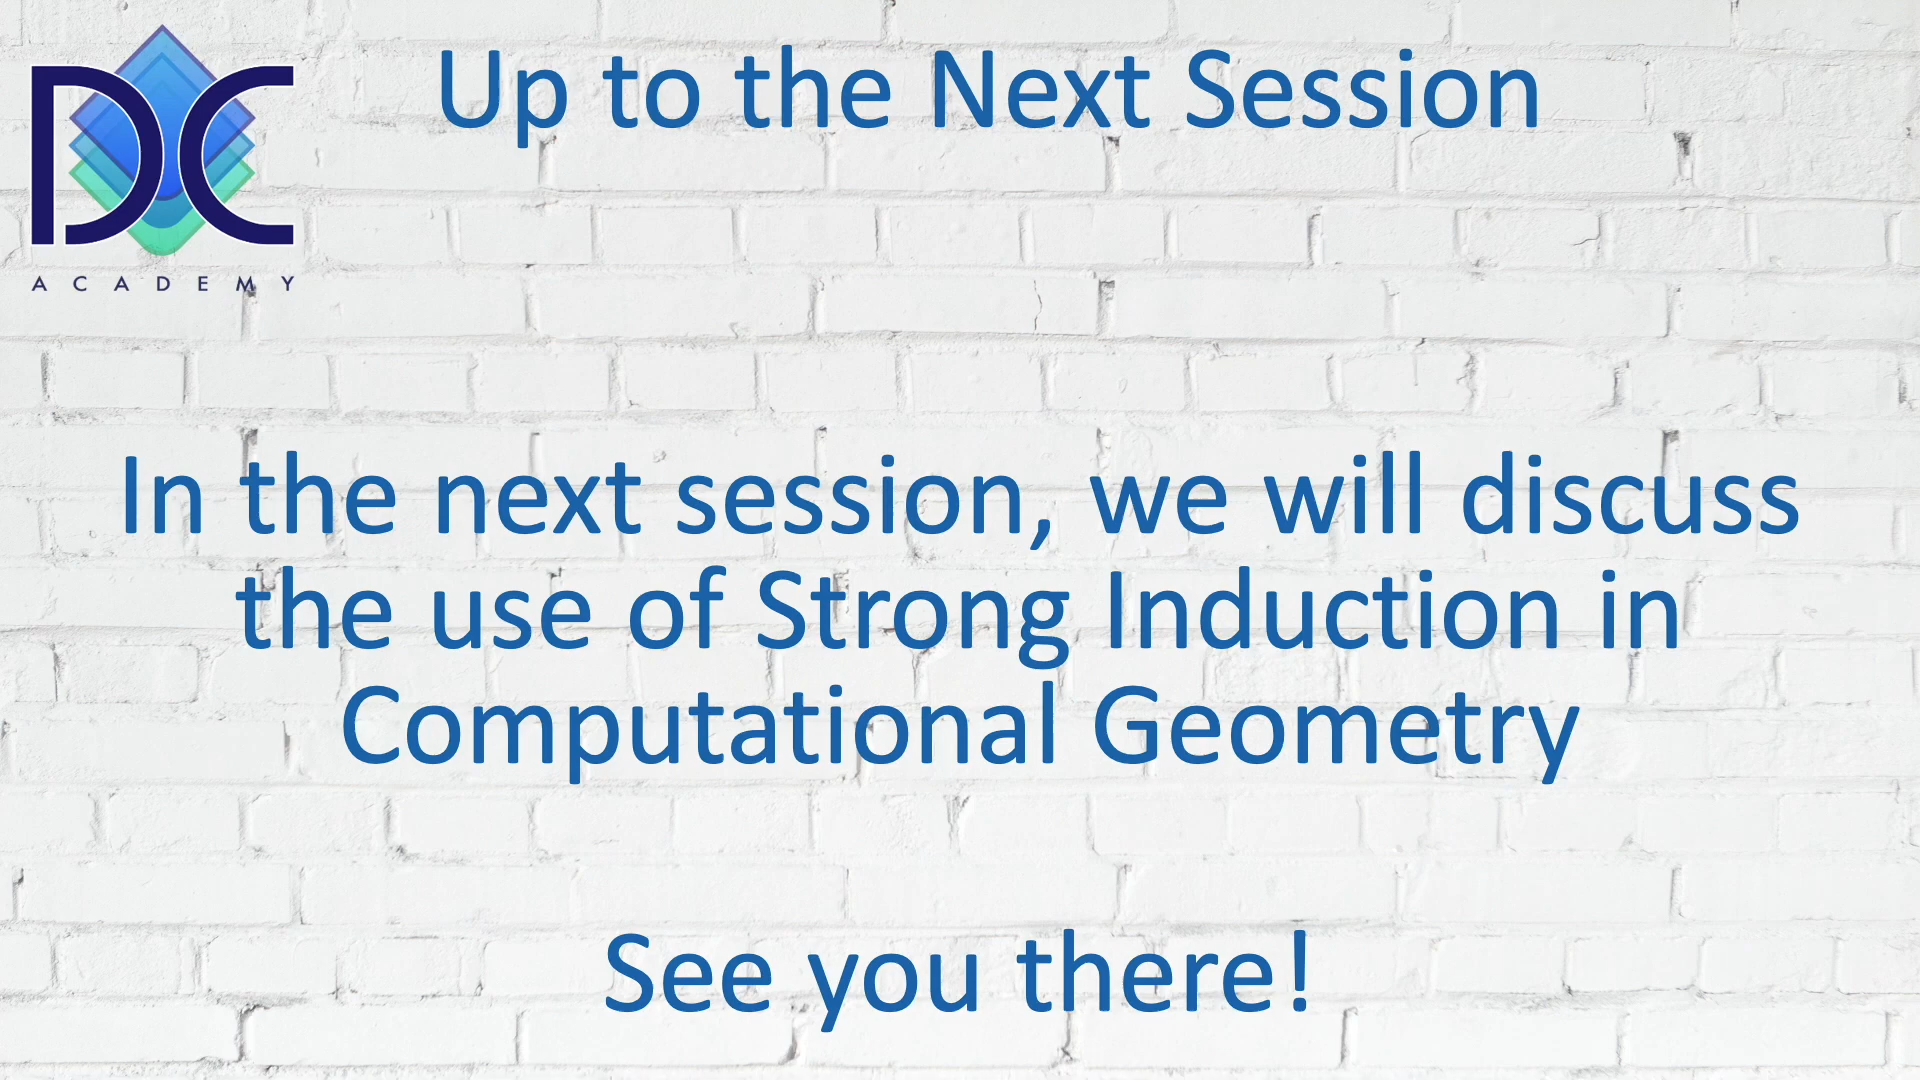 DC
ACADEMY
Up to the Next Session
In the next session, we will discuss
the use of Strong Induction in
Computational Geometry
See you there!